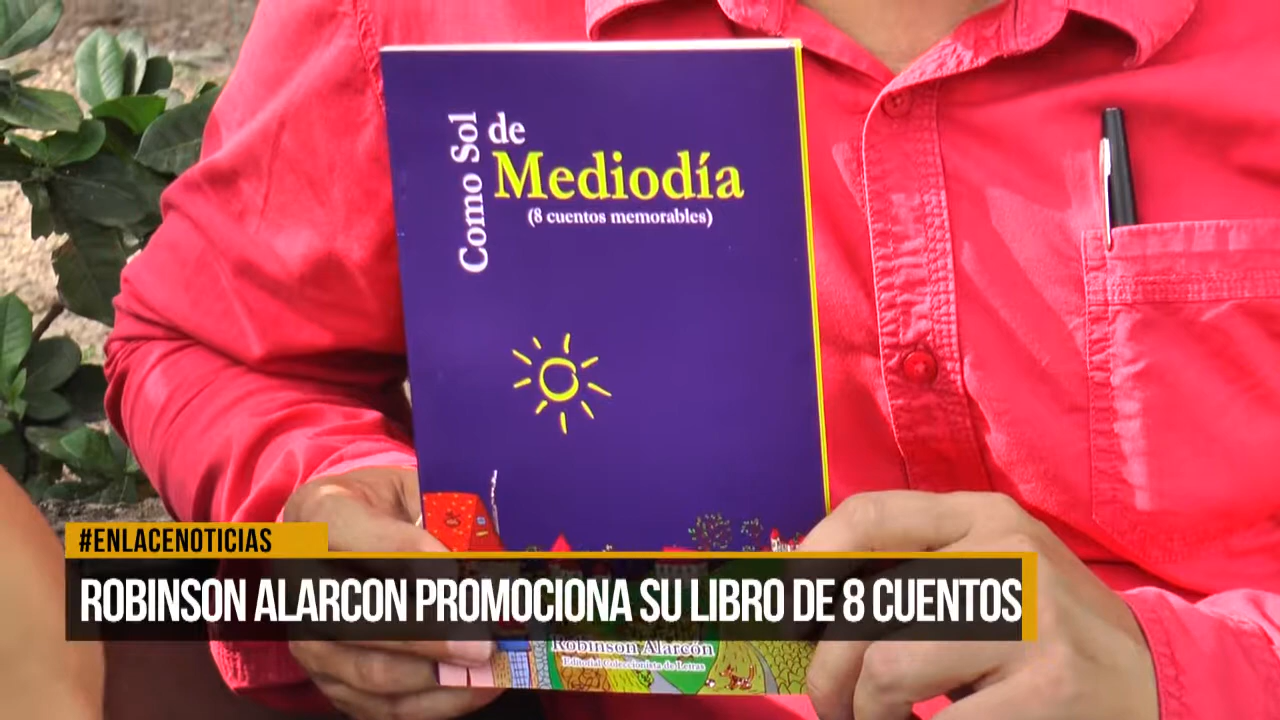 Como Sol
de
Mediodía
(8 cuentos memorables)
#ENLACENOTICIAS
ROBINSON ALARCON PROMOCIONA SU LIBRO DE 8 CUENTOS
Robinson Alarcón
Editorial Coleccionista de Letras